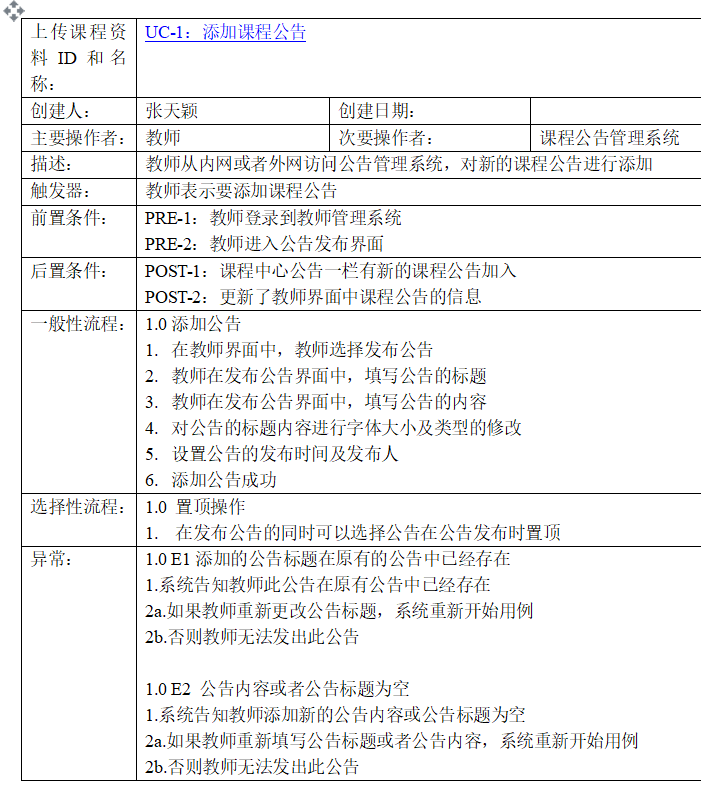 上传课程资 UC-1：添加课程公告
料 ID 和名
称：
创建人： 张天颖 创建日期：
主要操作者： 教师 次要操作者： 课程公告管理系统
描述： 教师从内网或者外网访问公告管理系统，对新的课程公告进行添加
触发器： 教师表示要添加课程公告
前置条件： PRE-1：教师登录到教师管理系统
PRE-2：教师进入公告发布界面
后置条件： POST-1：课程中心公告一栏有新的课程公告加入
POST-2：更新了教师界面中课程公告的信息
一般性流程： 1.0 添加公告
1. 在教师界面中，教师选择发布公告
2. 教师在发布公告界面中，填写公告的标题
3. 教师在发布公告界面中，填写公告的内容
4. 对公告的标题内容进行字体大小及类型的修改
5. 设置公告的发布时间及发布人
6. 添加公告成功
选择性流程： 1.0 置顶操作
1. 在发布公告的同时可以选择公告在公告发布时置顶
异常： 1.0 E1 添加的公告标题在原有的公告中已经存在
1.系统告知教师此公告在原有公告中已经存在
2a.如果教师重新更改公告标题，系统重新开始用例
2b.否则教师无法发出此公告
1.0 E2 公告内容或者公告标题为空
1.系统告知教师添加新的公告内容或公告标题为空
2a.如果教师重新填写公告标题或者公告内容，系统重新开始用例
2b.否则教师无法发出此公告